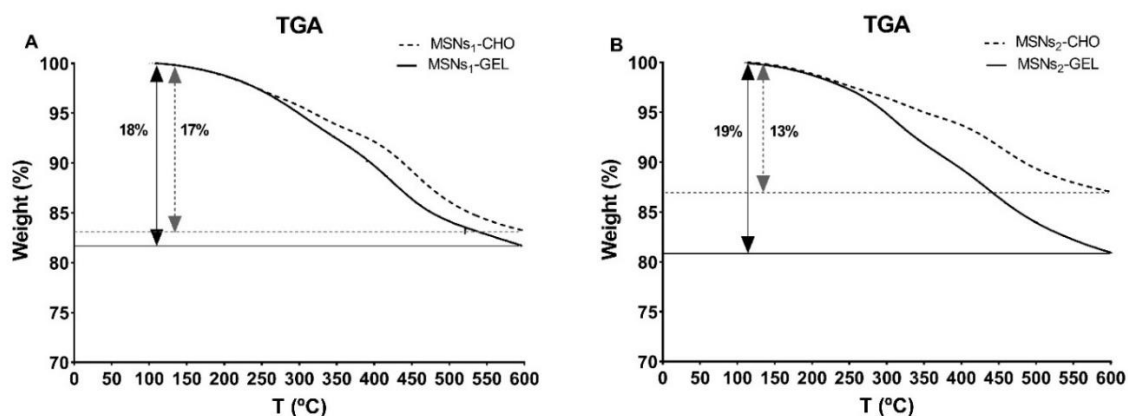 A
TGA
MSNs₁-CHO
MSNs₁-GEL
100
95
90
85
80
75
70
18%
17%
Weight (%)
0 50 100 150 200 250 300 350 400 450 500 550 600
T (ºC)
B
TGA
MSNs₂-CHO
MSNs₂-GEL
100
95
90
85
80
75
70
19%
13%
Weight (%)
0 50 100 150 200 250 300 350 400 450 500 550 600
T (ºC)